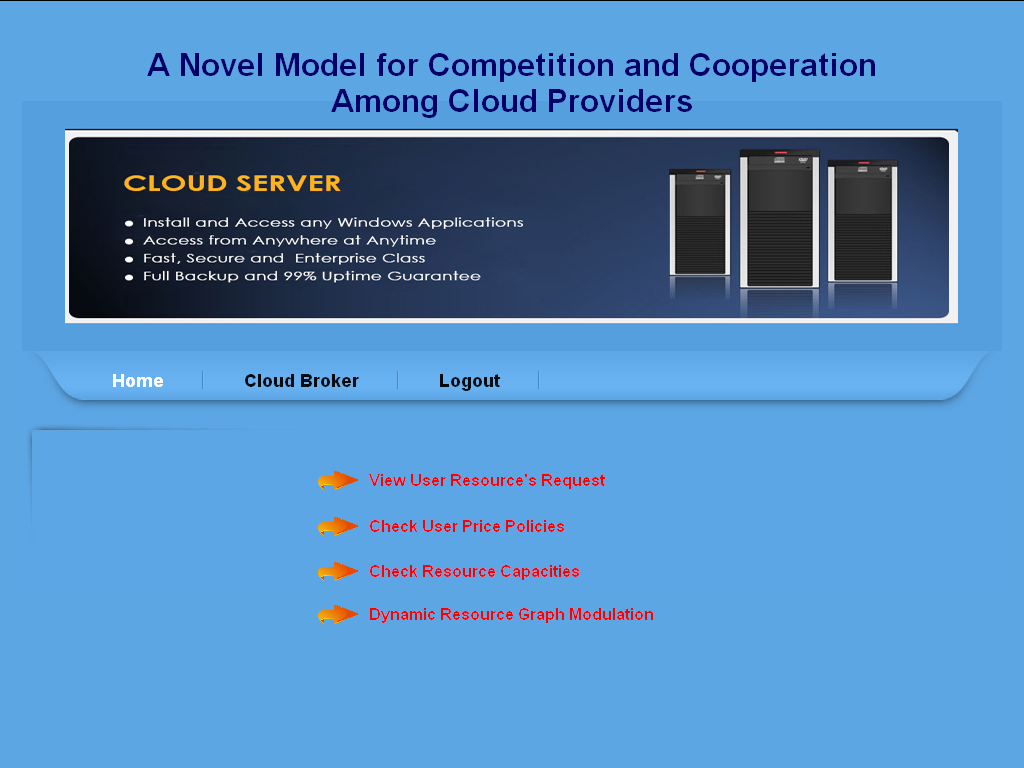 A Novel Model for Competition and Cooperation
Among Cloud Providers
CLOUD SERVER
• Install and Access any Windows Applications
• Access from Anywhere at Anytime
• Fast, Secure and Enterprise Class
• Full Backup and 99% Uptime Guarantee
Home Cloud Broker Logout
View User Resource's Request
Check User Price Policies
Check Resource Capacities
Dynamic Resource Graph Modulation